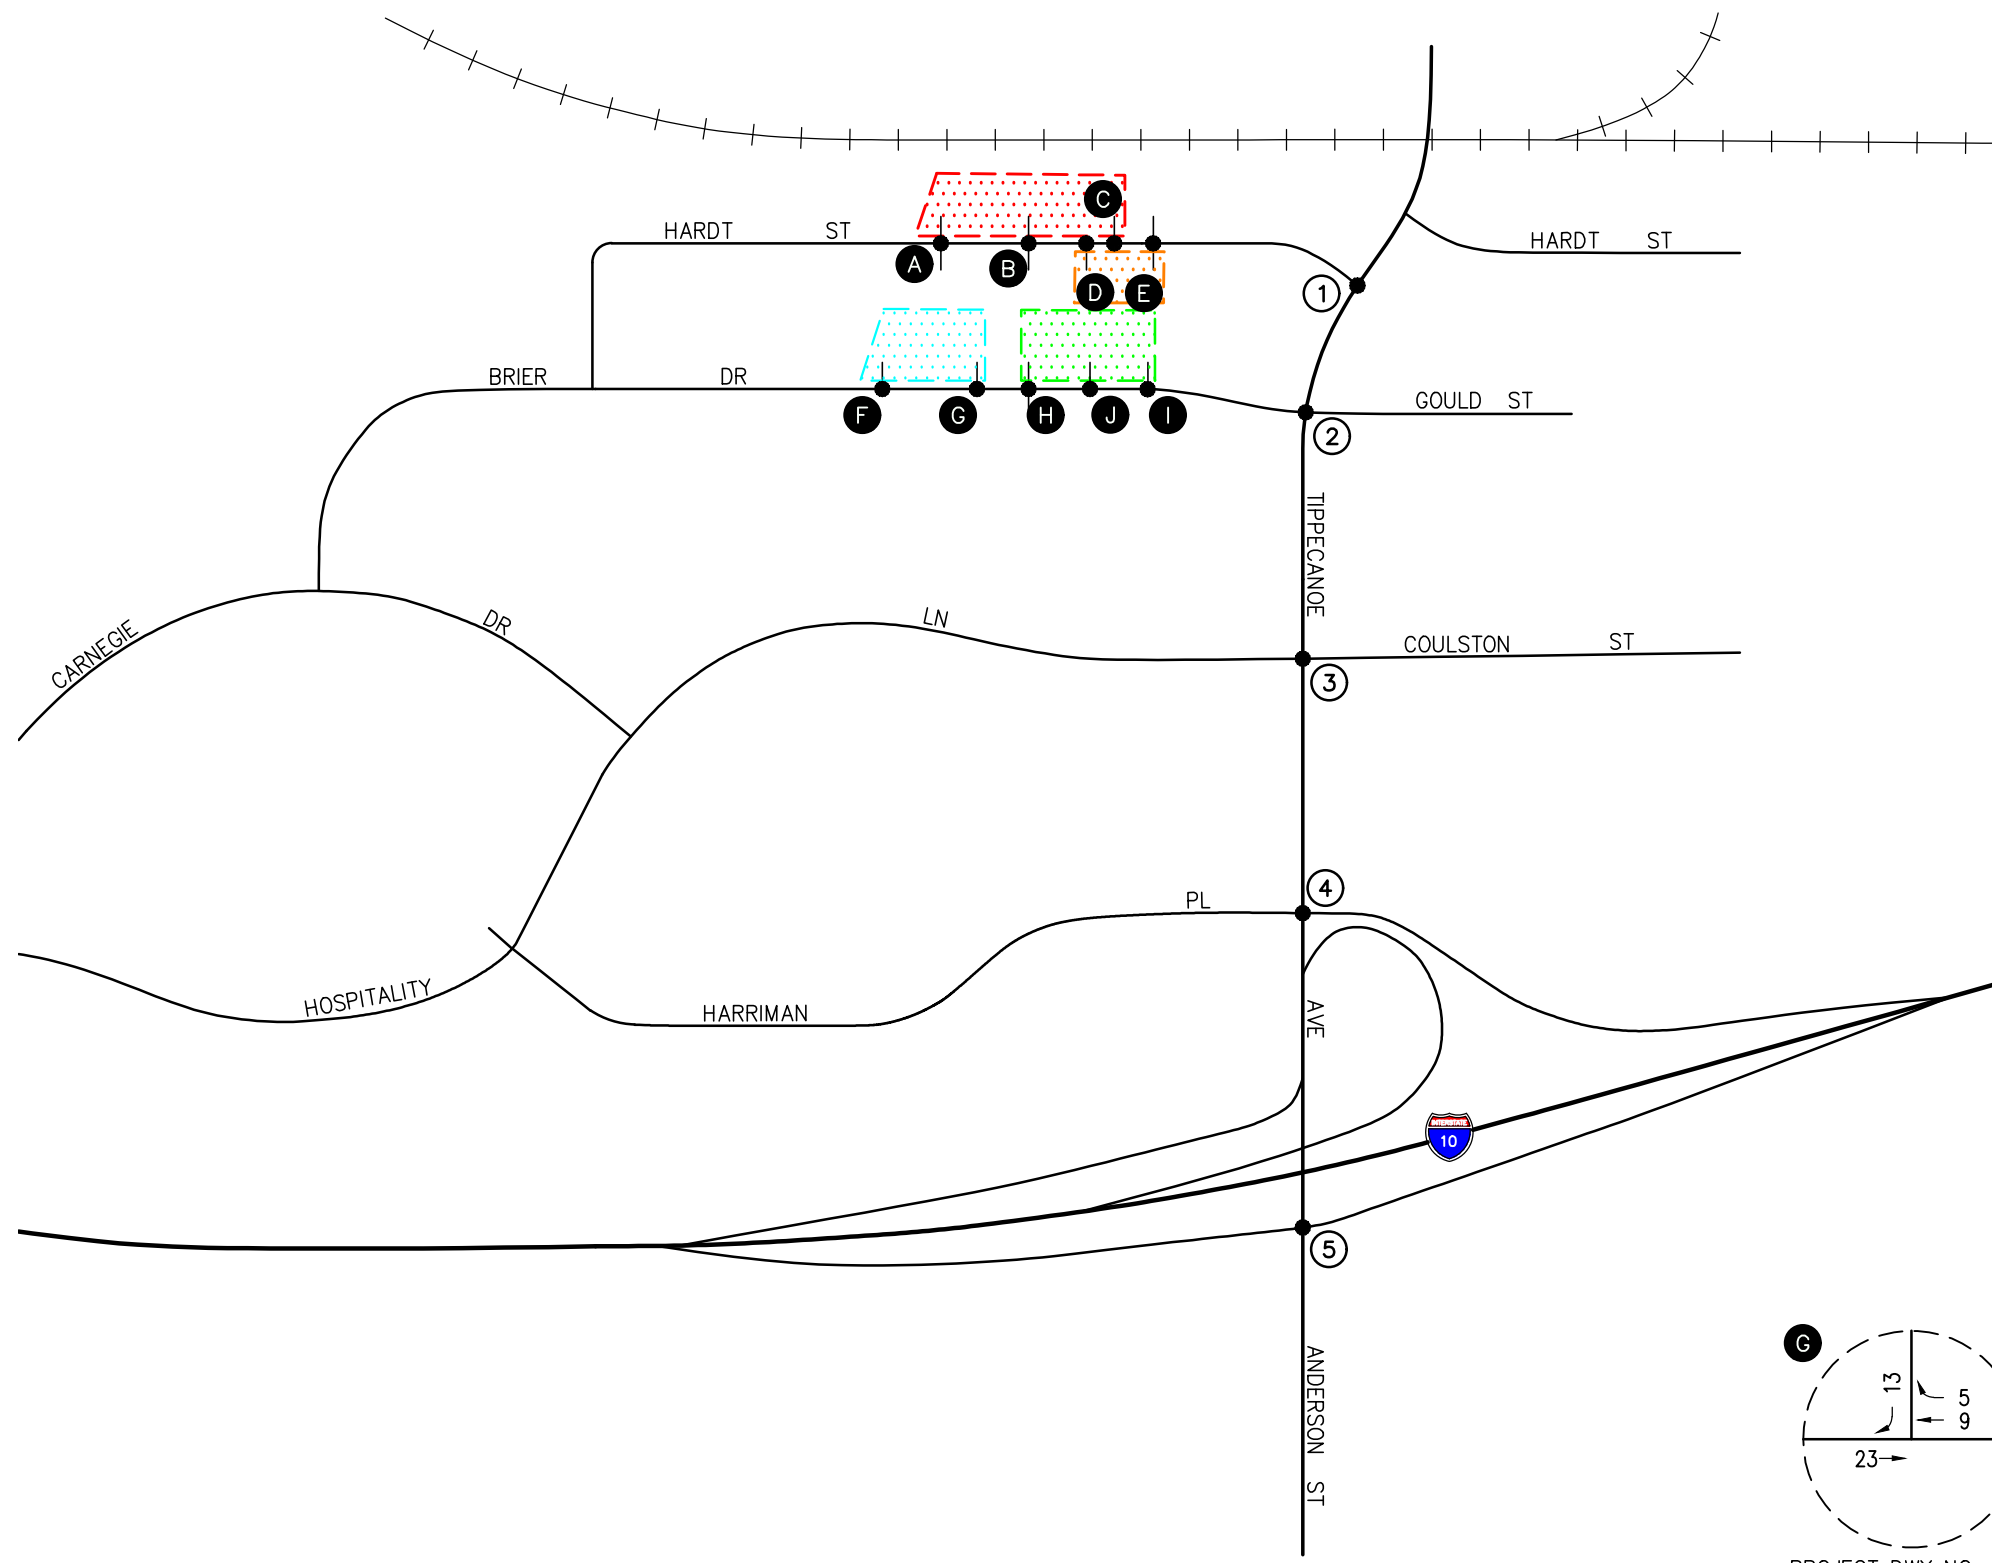 C
HARDT ST
HARDT ST
A
B
D
E
1
BRIER DR
F
G
H
J
I
GOULD ST
2
TIPPECANOE
CARNEGIE
DR
LN
COULSTON ST
3
4
PL
HOSPITALITY
HARRIMAN
AVE
INTERSTATE
10
5
ANDERSON ST
G
13
5
9
23